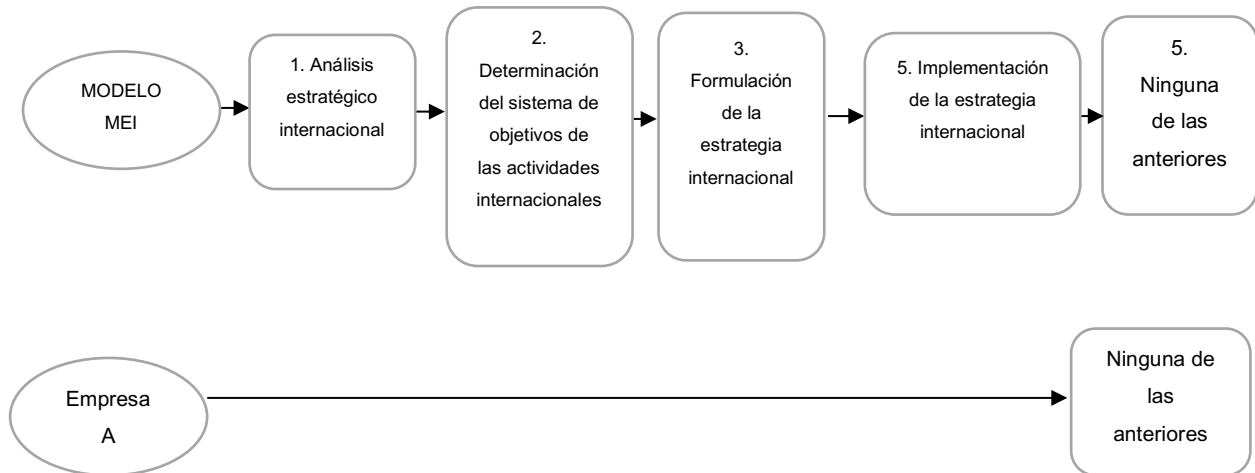 MODELO
MEI
1. Análisis
estratégico
internacional
2.
Determinación
del sistema de
objetivos de
las actividades
internacionales
3.
Formulación
de la
estrategia
internacional
5. Implementación
de la estrategia
internacional
5.
Ninguna
de las
anteriores
Empresa
A
Ninguna de
las
anteriores